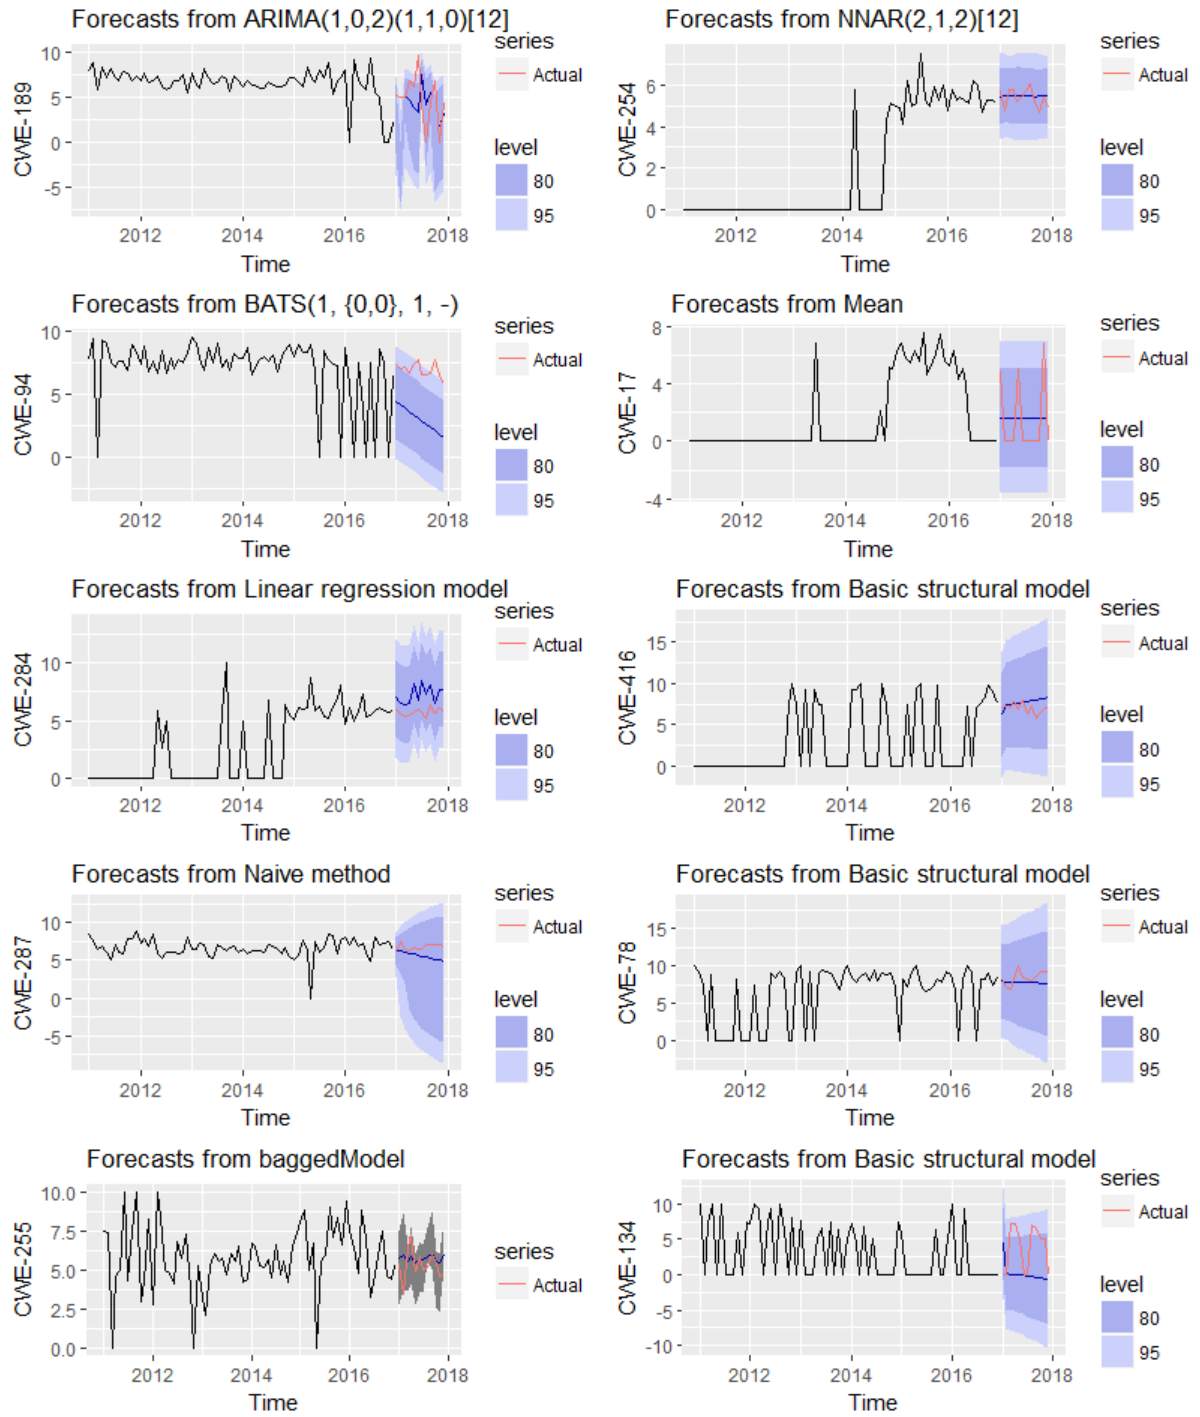 Forecasts from ARIMA(1,0,2)(1,1,0)[12]
CWE-189
10
5
0
-5
2012 2014 2016 2018
Time
series
Actual
level
80
95
Forecasts from NNAR(2,1,2)[12]
CWE-254
6
4
2
0
2012 2014 2016 2018
Time
series
Actual
level
80
95
Forecasts from BATS(1, {0,0}, 1, -)
CWE-94
10
5
0
2012 2014 2016 2018
Time
series
Actual
level
80
95
Forecasts from Mean
CWE-17
8
4
0
-4
2012 2014 2016 2018
Time
series
Actual
level
80
95
Forecasts from Linear regression model
CWE-284
10
5
0
2012 2014 2016 2018
Time
series
Actual
level
80
95
Forecasts from Basic structural model
CWE-416
15
10
5
0
2012 2014 2016 2018
Time
series
Actual
level
80
95
Forecasts from Naive method
CWE-287
10
5
0
-5
2012 2014 2016 2018
Time
series
Actual
level
80
95
Forecasts from Basic structural model
CWE-78
15
10
5
0
2012 2014 2016 2018
Time
series
Actual
level
80
95
Forecasts from baggedModel
CWE-255
10.0
7.5
5.0
2.5
0.0
2012 2014 2016 2018
Time
series
Actual
Forecasts from Basic structural model
CWE-134
10
5
0
-5
-10
2012 2014 2016 2018
Time
series
Actual
level
80
95